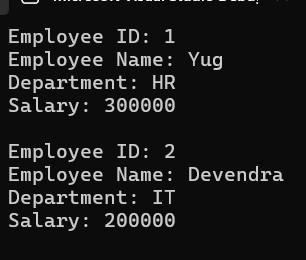 Employee ID: 1
Employee Name: Yug
Department: HR
Salary: 300000
Employee ID: 2
Employee Name: Devendra
Department: IT
Salary: 200000